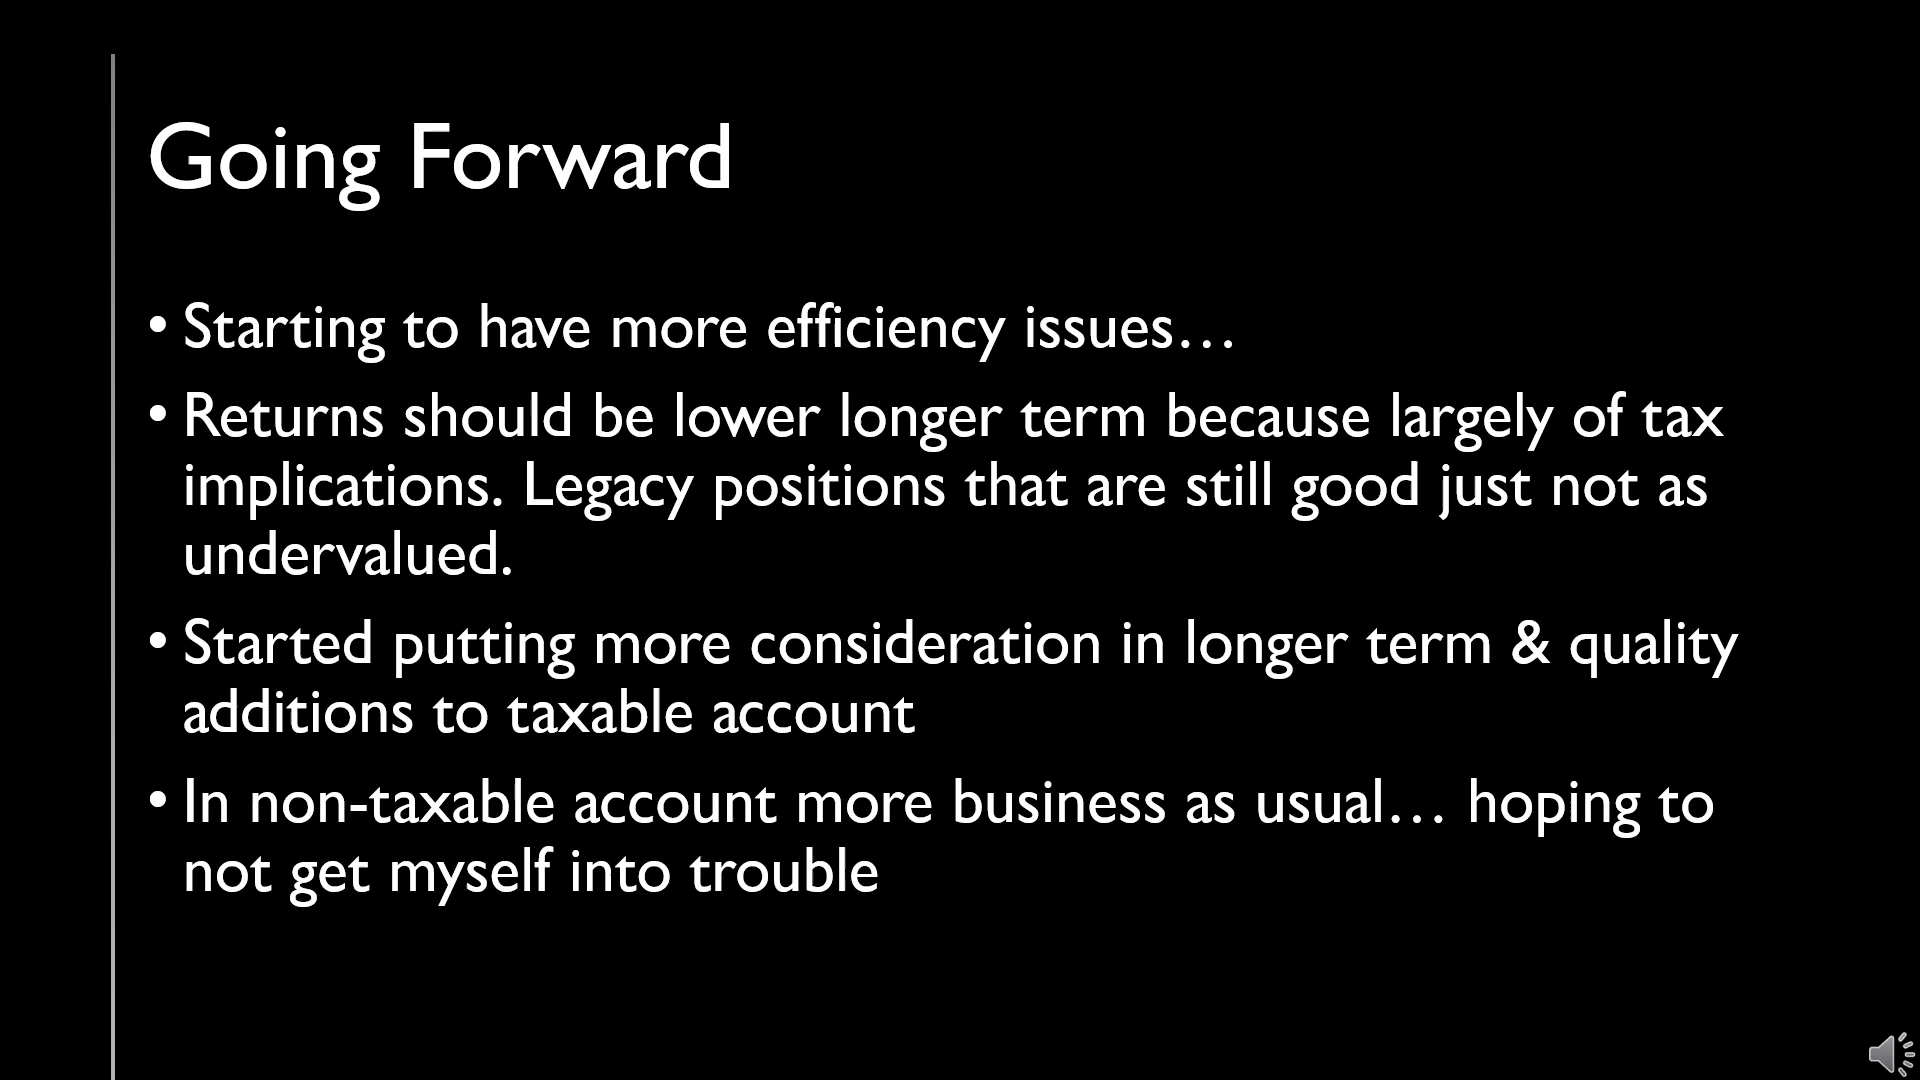 Going Forward
• Starting to have more efficiency issues…
• Returns should be lower longer term because largely of tax
implications. Legacy positions that are still good just not as
undervalued.
• Started putting more consideration in longer term & quality
additions to taxable account
• In non-taxable account more business as usual… hoping to
not get myself into trouble